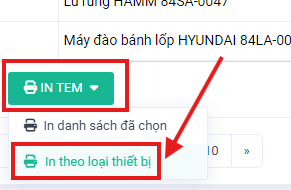 Lu rung HAMM 84SA-0047
Máy đào bánh lốp HYUNDAI 84LA-00
IN TEM
In danh sách đã chọn
In theo loại thiết bị
10 »